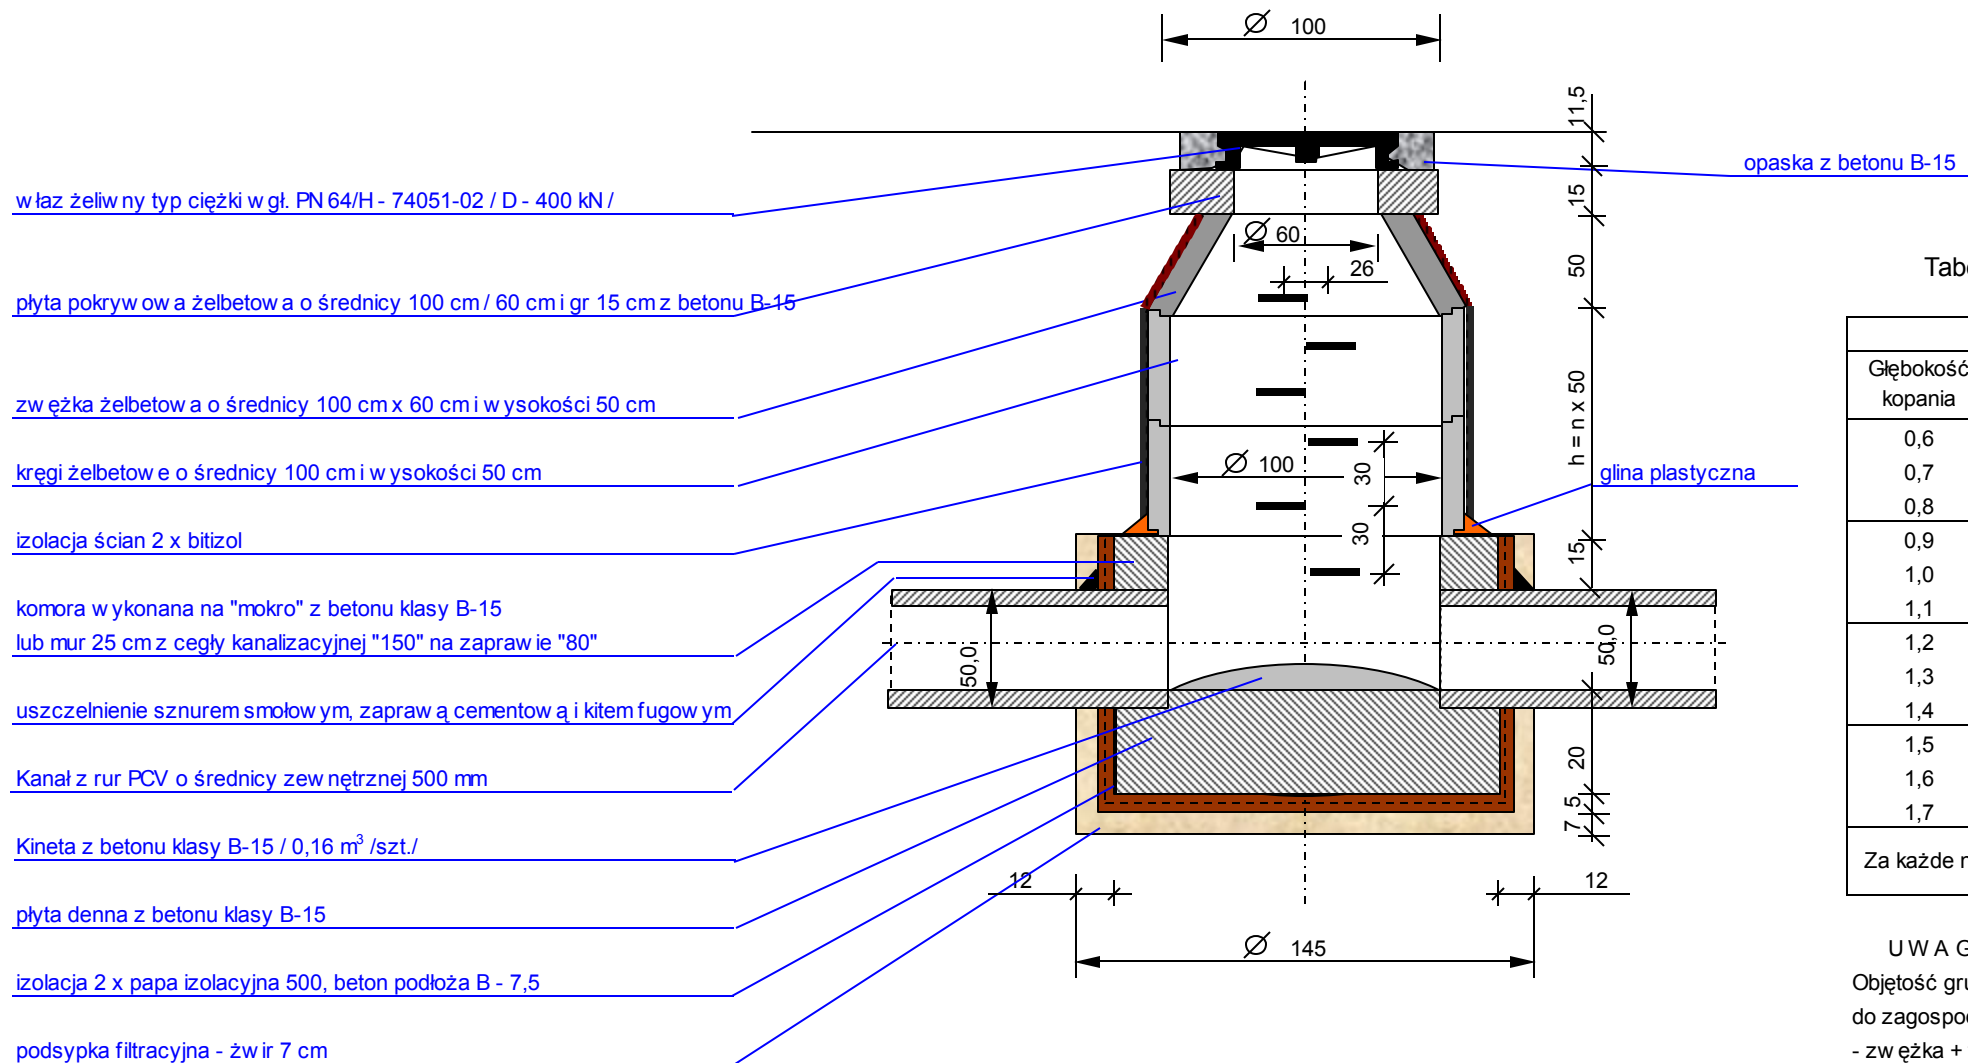 Ø 100
11,5
opaska z betonu B-15
właz żeliwny typ ciężki wgł. PN 64/H - 74051-02 / D - 400 kN /
15
Ø 60
26
50
płyta pokrywowa żelbetowa o średnicy 100 cm / 60 cm i gr 15 cm z betonu B-15
zwężka żelbetowa o średnicy 100 cm x 60 cm i wysokości 50 cm
h = n x 50
kręgi żelbetowe o średnicy 100 cm i wysokości 50 cm
Ø 100
30
glina plastyczna
izolacja ścian 2 x bitizol
30
15
komora wykonana na "mokro" z betonu klasy B-15
lub mur 25 cm z cegły kanalizacyjnej "150" na zaprawie "80"
50,0
50,0
uszczelnienie sznurem smołowym, zaprawą cementową i kitem fugowym
Kanał z rur PCV o średnicy zewnętrznej 500 mm
20
5
7
Kineta z betonu klasy B-15 / 0,16 m³ /szt./
12
12
płyta denna z betonu klasy B-15
Ø 145
izolacja 2 x papa izolacyjna 500, beton podłoża B - 7,5
podsypka filtracyjna - żwir 7 cm
Głębokość
kopania
0,6
0,7
0,8
0,9
1,0
1,1
1,2
1,3
1,4
1,5
1,6
1,7
Za każde
Objętość
do
- zwężka +